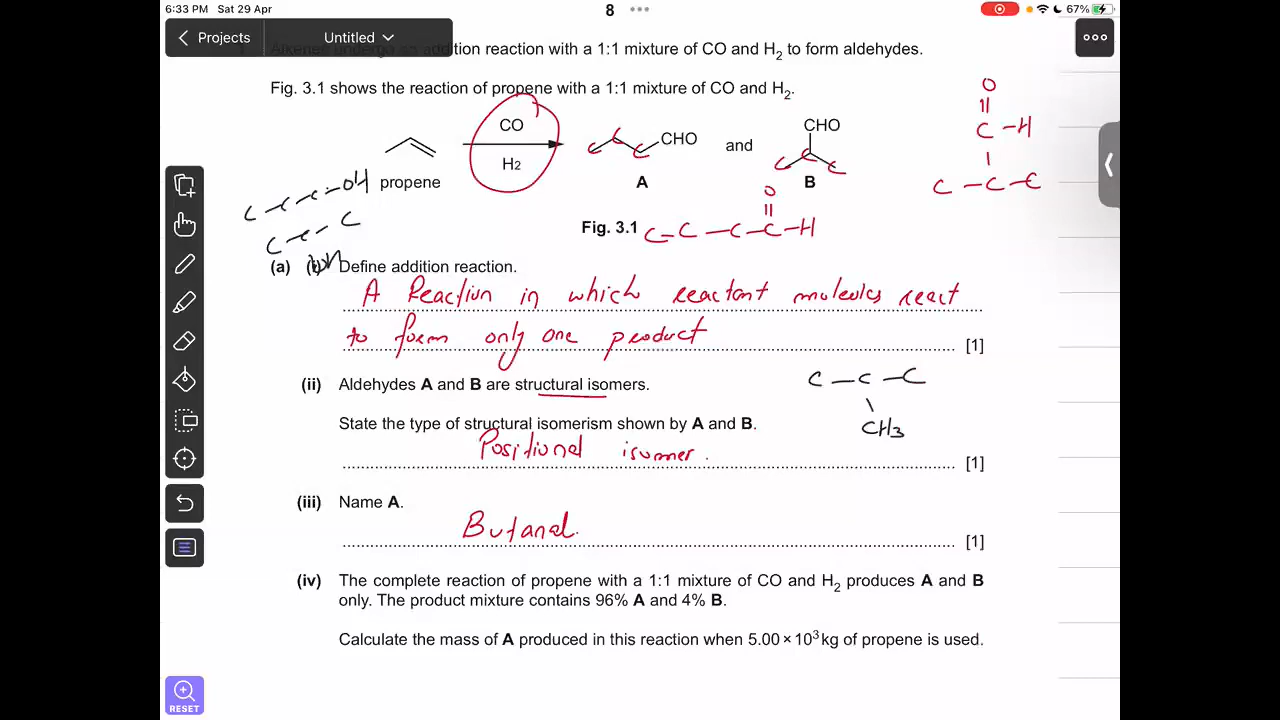 6:33 PM Sat 29 Apr
8
67%
Projects
Untitled
addition reaction with a 1:1 mixture of CO and H2 to form aldehydes.
Fig. 3.1 shows the reaction of propene with a 1:1 mixture of CO and H2.
O
||
C - H
|
C - C - C
CO
H2
propene
C C C CHO
A
and
CHO
C C C
B
C - C - C - OH
C - C - C
OH
Fig. 3.1
O
||
C - C - C - C - H
(a) (i) Define addition reaction.
A Reaction in which reactant molecules react
to form only one product
[1]
(ii) Aldehydes A and B are structural isomers.
C - C - C
\
CH3
State the type of structural isomerism shown by A and B.
Positional isomer.
[1]
(iii) Name A.
Butanal.
[1]
(iv) The complete reaction of propene with a 1:1 mixture of CO and H2 produces A and B
only. The product mixture contains 96% A and 4% B.
Calculate the mass of A produced in this reaction when 5.00 × 10³ kg of propene is used.
RESET